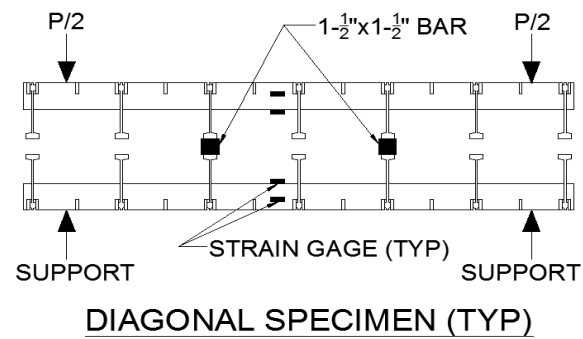 P/2
1-½"x1-½" BAR
P/2
STRAIN GAGE (TYP)
SUPPORT
SUPPORT
DIAGONAL SPECIMEN (TYP)